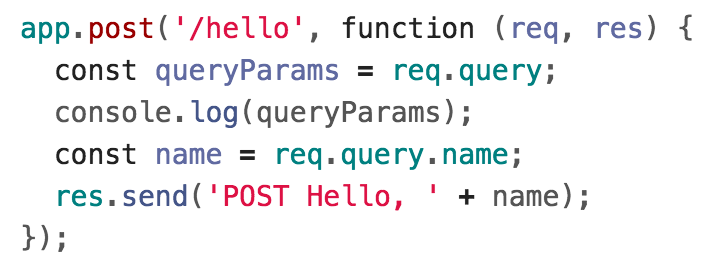 app.post('/hello', function (req, res) {
  const queryParams = req.query;
  console.log(queryParams);
  const name = req.query.name;
  res.send('POST Hello, ' + name);
});